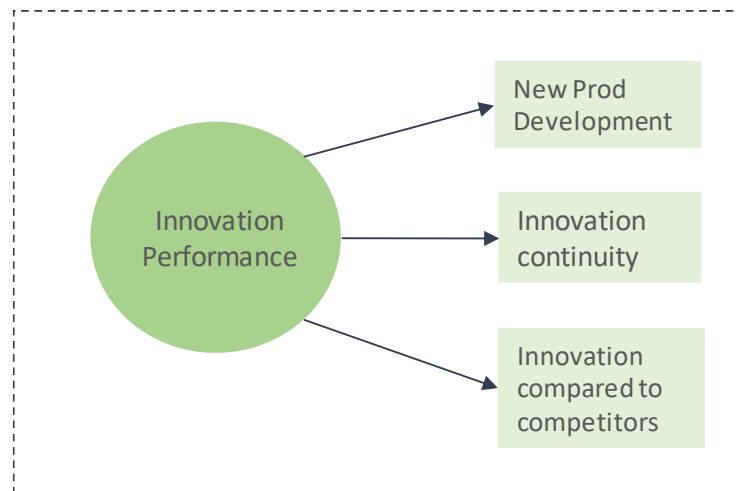 New Prod
Development
Innovation
Performance
Innovation
continuity
Innovation
compared to
competitors